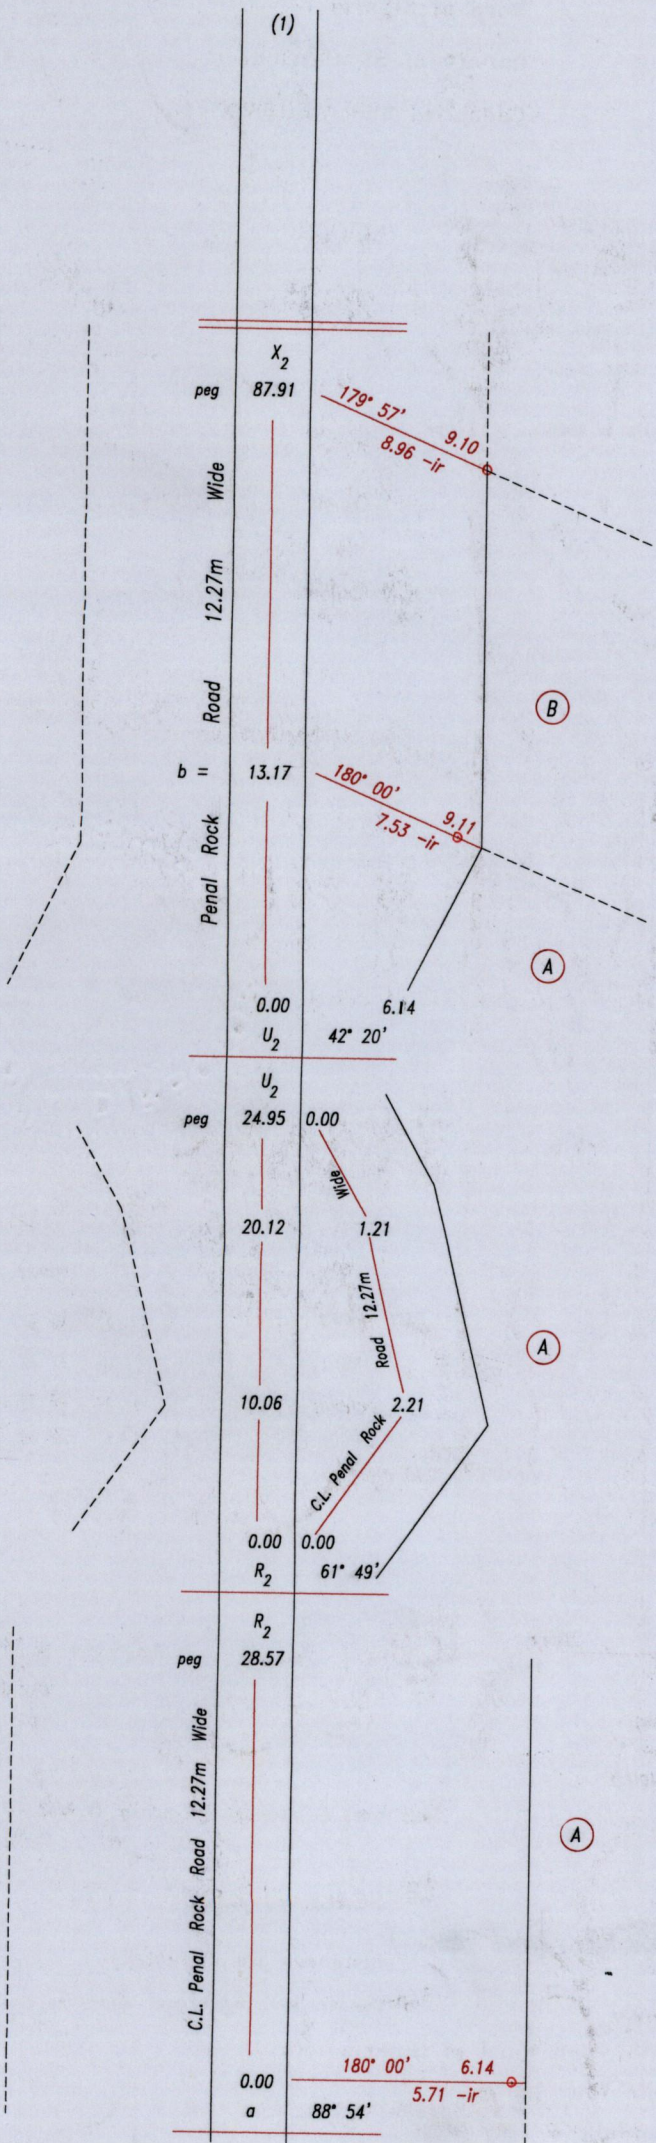 (1)
X2
peg 87.91 179° 57' 9.10
8.96 -ir
B
b = 13.17 180° 00' 9.11
7.53 -ir
Penal Rock Road 12.27m Wide
A
0.00 6.14
U2 42° 20'
U2
peg 24.95 0.00
20.12 1.21
10.06 2.21
C.L. Penal Rock Road 12.27m Wide
A
0.00 0.00
R2 61° 49'
R2
peg 28.57
C.L. Penal Rock Road 12.27m Wide
A
0.00 180° 00' 6.14
5.71 -ir
a 88° 54'